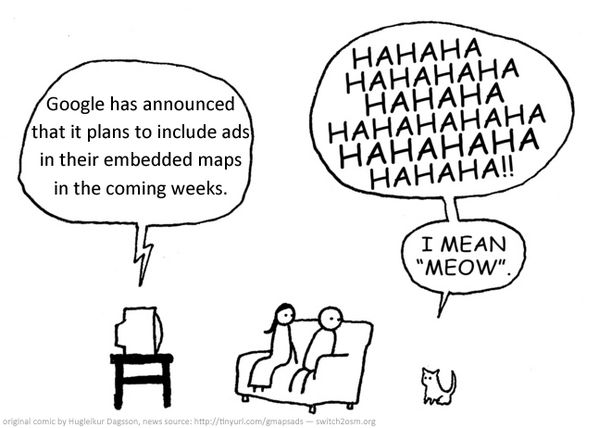 Google has announced
that it plans to include ads
in their embedded maps
in the coming weeks.
HAHAHA
HAHAHAHA
HAHAHA
HAHAHAHAHA
HAHAHAHA
HAHAHA!!
I MEAN
"MEOW".
original comic by Hugleikur Dagsson, news source: http://tinyurl.com/gmapsads — switch2osm.org